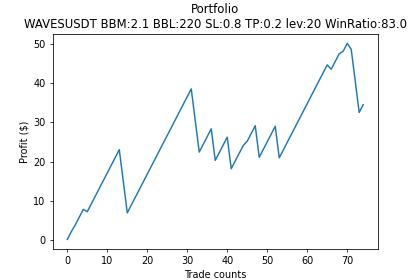 Portfolio
WAVESUSDT BBM:2.1 BBL:220 SL:0.8 TP:0.2 lev:20 WinRatio:83.0
50
40
30
20
10
0
Profit ($)
0 10 20 30 40 50 60 70
Trade counts